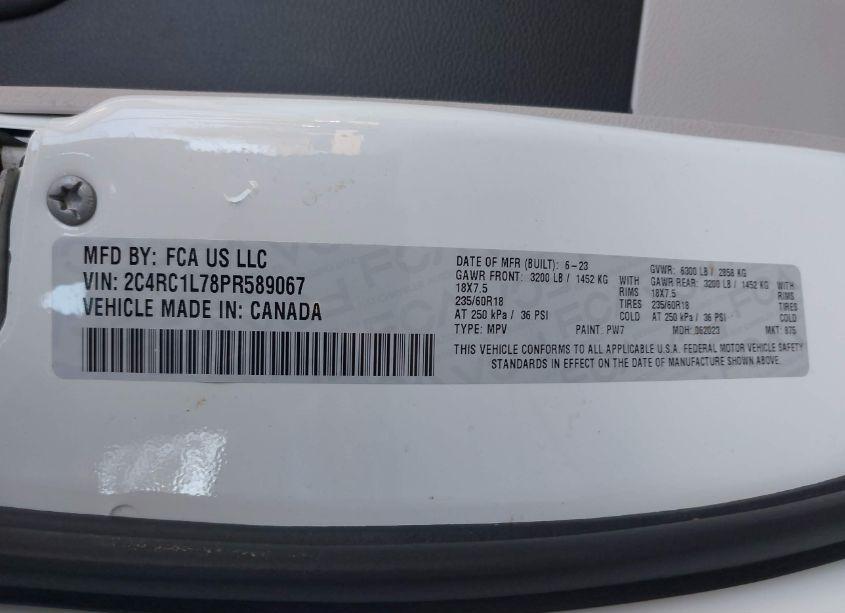 MFD BY: FCA US LLC
VIN: 2C4RC1L78PR589067
VEHICLE MADE IN: CANADA
DATE OF MFR (BUILT): 6-23 GVWR: 6300 LB / 2858 KG
GAWR FRONT: 3200 LB / 1452 KG WITH GAWR REAR: 3200 LB / 1452 KG WITH
18X7.5 RIMS 18X7.5 RIMS
235/60R18 TIRES 235/60R18 TIRES
AT 250 kPa / 36 PSI COLD AT 250 kPa / 36 PSI COLD
TYPE: MPV PAINT: PW7 MDH: 062023 MKT: 875
THIS VEHICLE CONFORMS TO ALL APPLICABLE U.S.A. FEDERAL MOTOR VEHICLE SAFETY
STANDARDS IN EFFECT ON THE DATE OF MANUFACTURE SHOWN ABOVE.